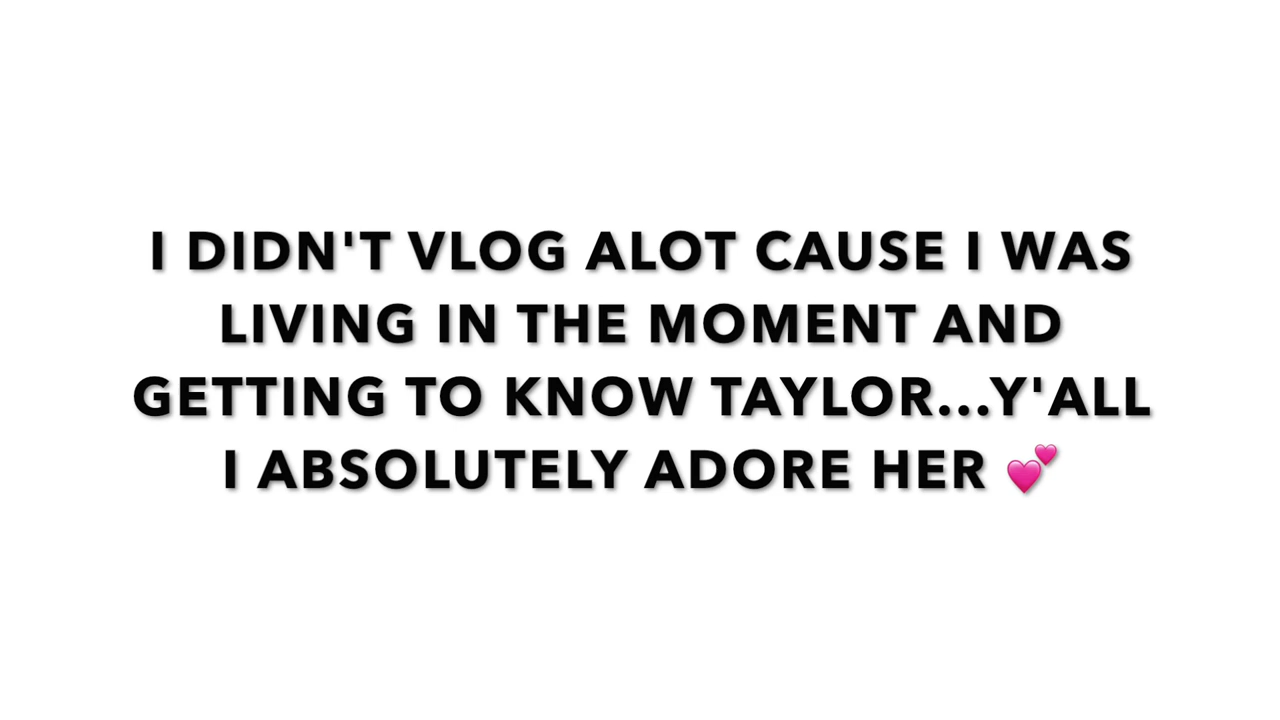 I DIDN'T VLOG ALOT CAUSE I WAS
LIVING IN THE MOMENT AND
GETTING TO KNOW TAYLOR...Y'ALL
I ABSOLUTELY ADORE HER 💕